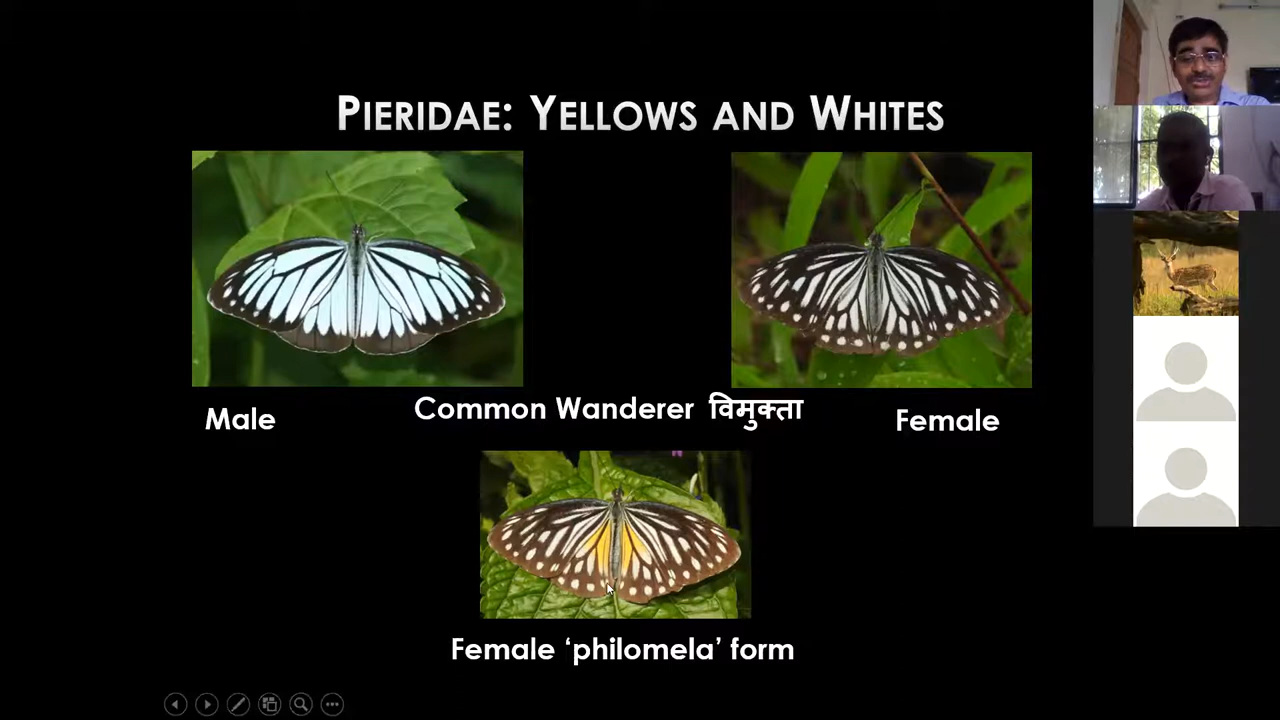 PIERIDAE: YELLOWS AND WHITES
Male
Common Wanderer विमुक्ता
Female
Female ‘philomela’ form